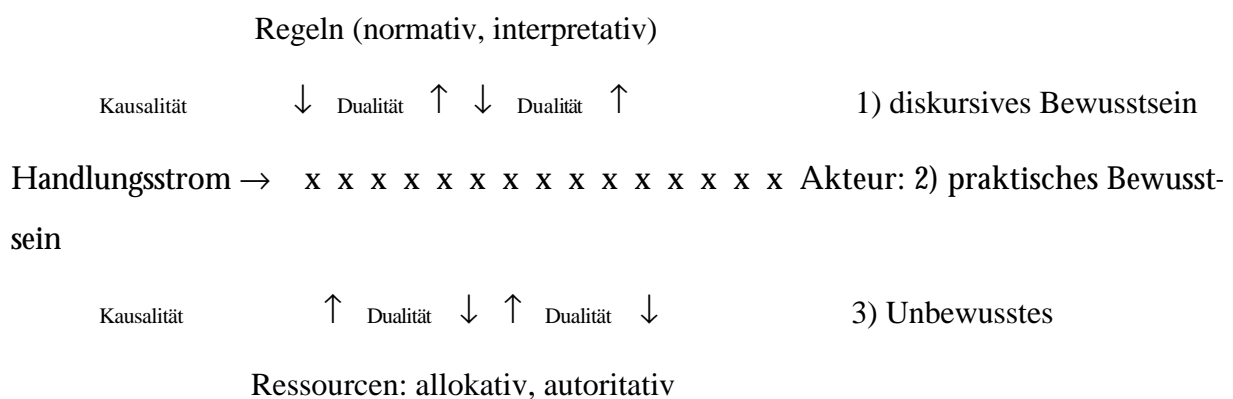 Regeln (normativ, interpretativ)
Kausalität ↓ Dualität ↑ ↓ Dualität ↑ 1) diskursives Bewusstsein
Handlungsstrom → x x x x x x x x x x x x x x x Akteur: 2) praktisches Bewusst-
sein
Kausalität ↑ Dualität ↓ ↑ Dualität ↓ 3) Unbewusstes
Ressourcen: allokativ, autoritativ